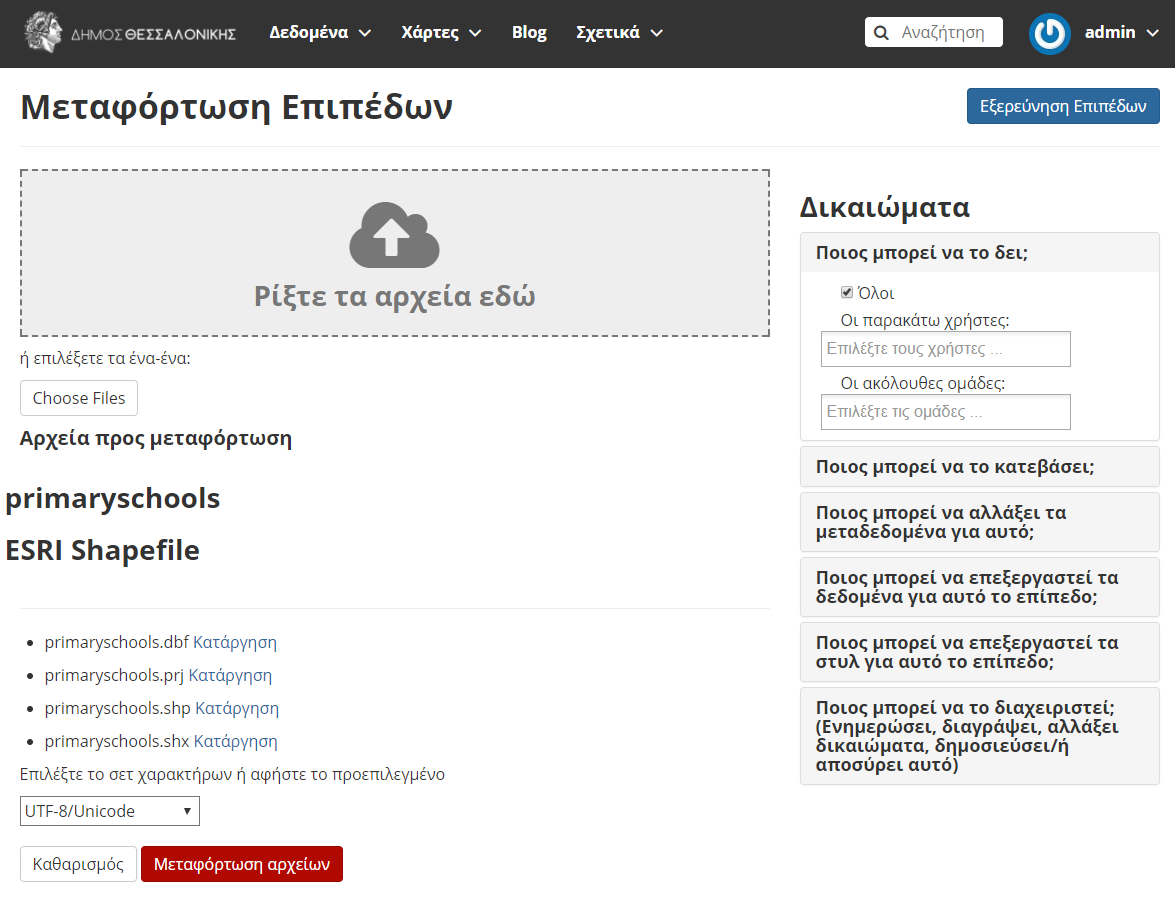 ΔΗΜΟΣ ΘΕΣΣΑΛΟΝΙΚΗΣ Δεδομένα Χάρτες Blog Σχετικά Αναζήτηση admin
Μεταφόρτωση Επιπέδων
Εξερεύνηση Επιπέδων
Ρίξτε τα αρχεία εδώ
ή επιλέξετε τα ένα-ένα:
Choose Files
Αρχεία προς μεταφόρτωση
primaryschools
ESRI Shapefile
primaryschools.dbf Κατάργηση
primaryschools.prj Κατάργηση
primaryschools.shp Κατάργηση
primaryschools.shx Κατάργηση
Επιλέξτε το σετ χαρακτήρων ή αφήστε το προεπιλεγμένο
UTF-8/Unicode
Καθαρισμός Μεταφόρτωση αρχείων
Δικαιώματα
Ποιος μπορεί να το δει;
Όλοι
Οι παρακάτω χρήστες:
Επιλέξτε τους χρήστες ...
Οι ακόλουθες ομάδες:
Επιλέξτε τις ομάδες ...
Ποιος μπορεί να το κατεβάσει;
Ποιος μπορεί να αλλάξει τα
μεταδεδομένα για αυτό;
Ποιος μπορεί να επεξεργαστεί τα
δεδομένα για αυτό το επίπεδο;
Ποιος μπορεί να επεξεργαστεί τα
στυλ για αυτό το επίπεδο;
Ποιος μπορεί να το διαχειριστεί;
(Ενημερώσει, διαγράψει, αλλάξει
δικαιώματα, δημοσιεύσει/ή
αποσύρει αυτό)